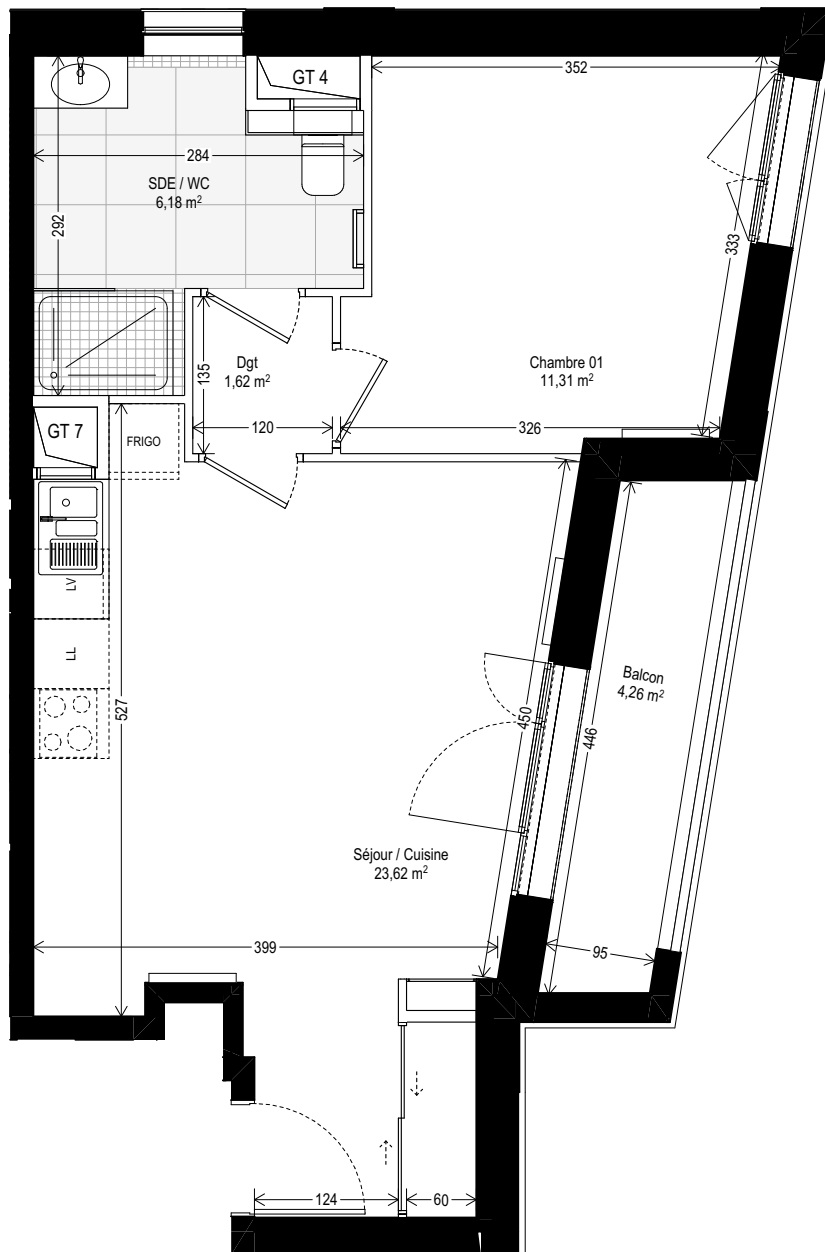 GT 4
352
284
SDE / WC
6,18 m²
292
333
Dgt
1,62 m²
135
120
Chambre 01
11,31 m²
326
GT 7
FRIGO
LV
LL
527
450
446
Balcon
4,26 m²
Séjour / Cuisine
23,62 m²
399
95
124
60